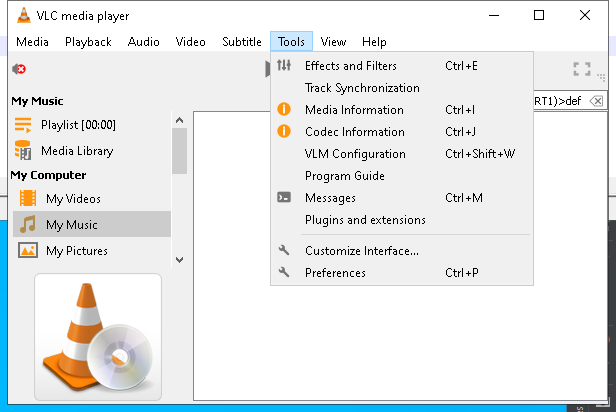 VLC media player
Media Playback Audio Video Subtitle Tools View Help
Effects and Filters Ctrl+E
Track Synchronization
Media Information Ctrl+I
Codec Information Ctrl+J
VLM Configuration Ctrl+Shift+W
Program Guide
Messages Ctrl+M
Plugins and extensions
Customize Interface...
Preferences Ctrl+P
RT1)>def
My Music
Playlist [00:00]
Media Library
My Computer
My Videos
My Music
My Pictures